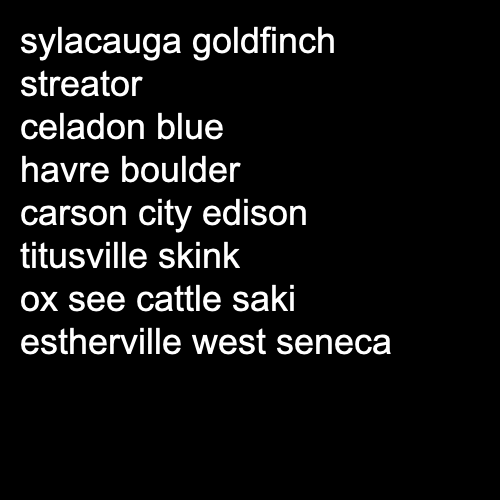 sylacauga goldfinch
streator
celadon blue
havre boulder
carson city edison
titusville skink
ox see cattle saki
estherville west seneca